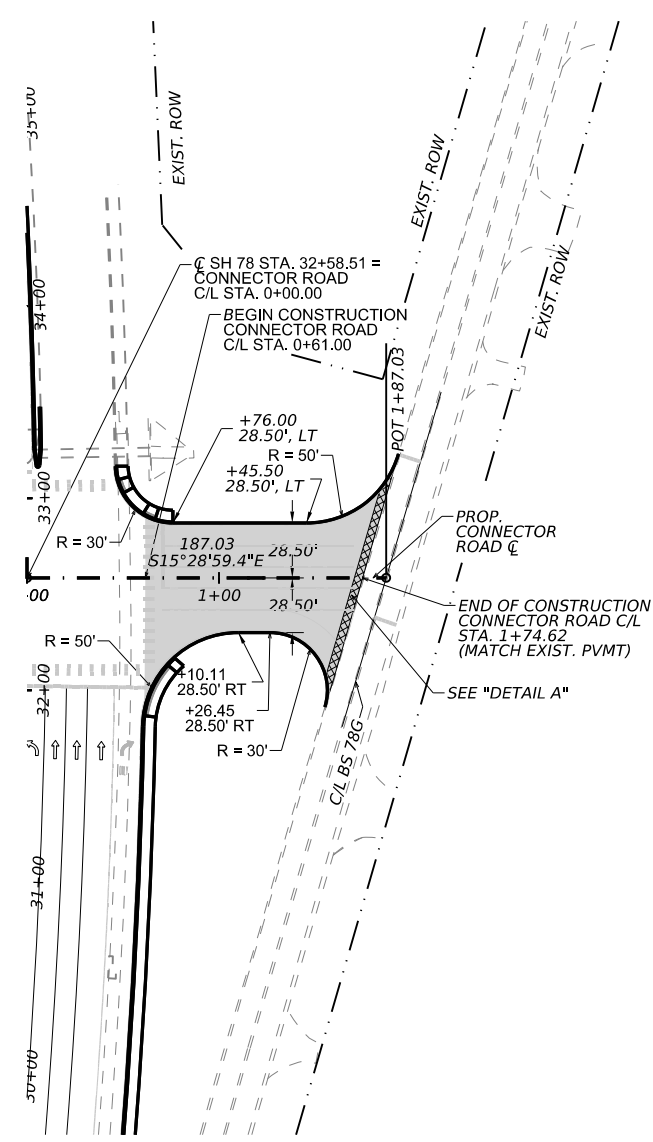 35+00
EXIST. ROW
EXIST. ROW
EXIST. ROW
34+00
℄ SH 78 STA. 32+58.51 =
CONNECTOR ROAD
C/L STA. 0+00.00
BEGIN CONSTRUCTION
CONNECTOR ROAD
C/L STA. 0+61.00
POT 1+87.03
+76.00
28.50', LT
R = 50'
+45.50
28.50', LT
33+00
R = 30'
187.03
S15°28'59.4"E
28.50'
PROP.
CONNECTOR
ROAD ℄
00
1+00
28.50'
END OF CONSTRUCTION
CONNECTOR ROAD C/L
STA. 1+74.62
(MATCH EXIST. PVMT)
R = 50'
32+00
+10.11
28.50' RT
SEE "DETAIL A"
+26.45
28.50' RT
R = 30'
C/L BS 78G
31+00
30+00